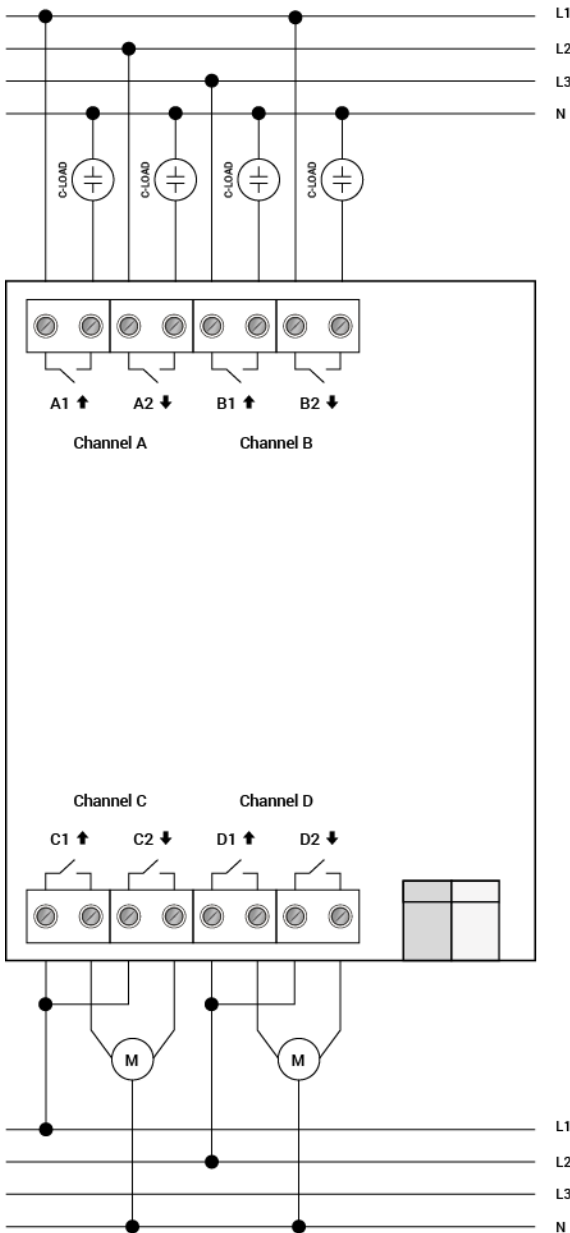 L1
L2
L3
N
C-LOAD C-LOAD C-LOAD C-LOAD
A1 ⬆ A2 ⬇ B1 ⬆ B2 ⬇
Channel A Channel B
Channel C Channel D
C1 ⬆ C2 ⬇ D1 ⬆ D2 ⬇
M M
L1
L2
L3
N